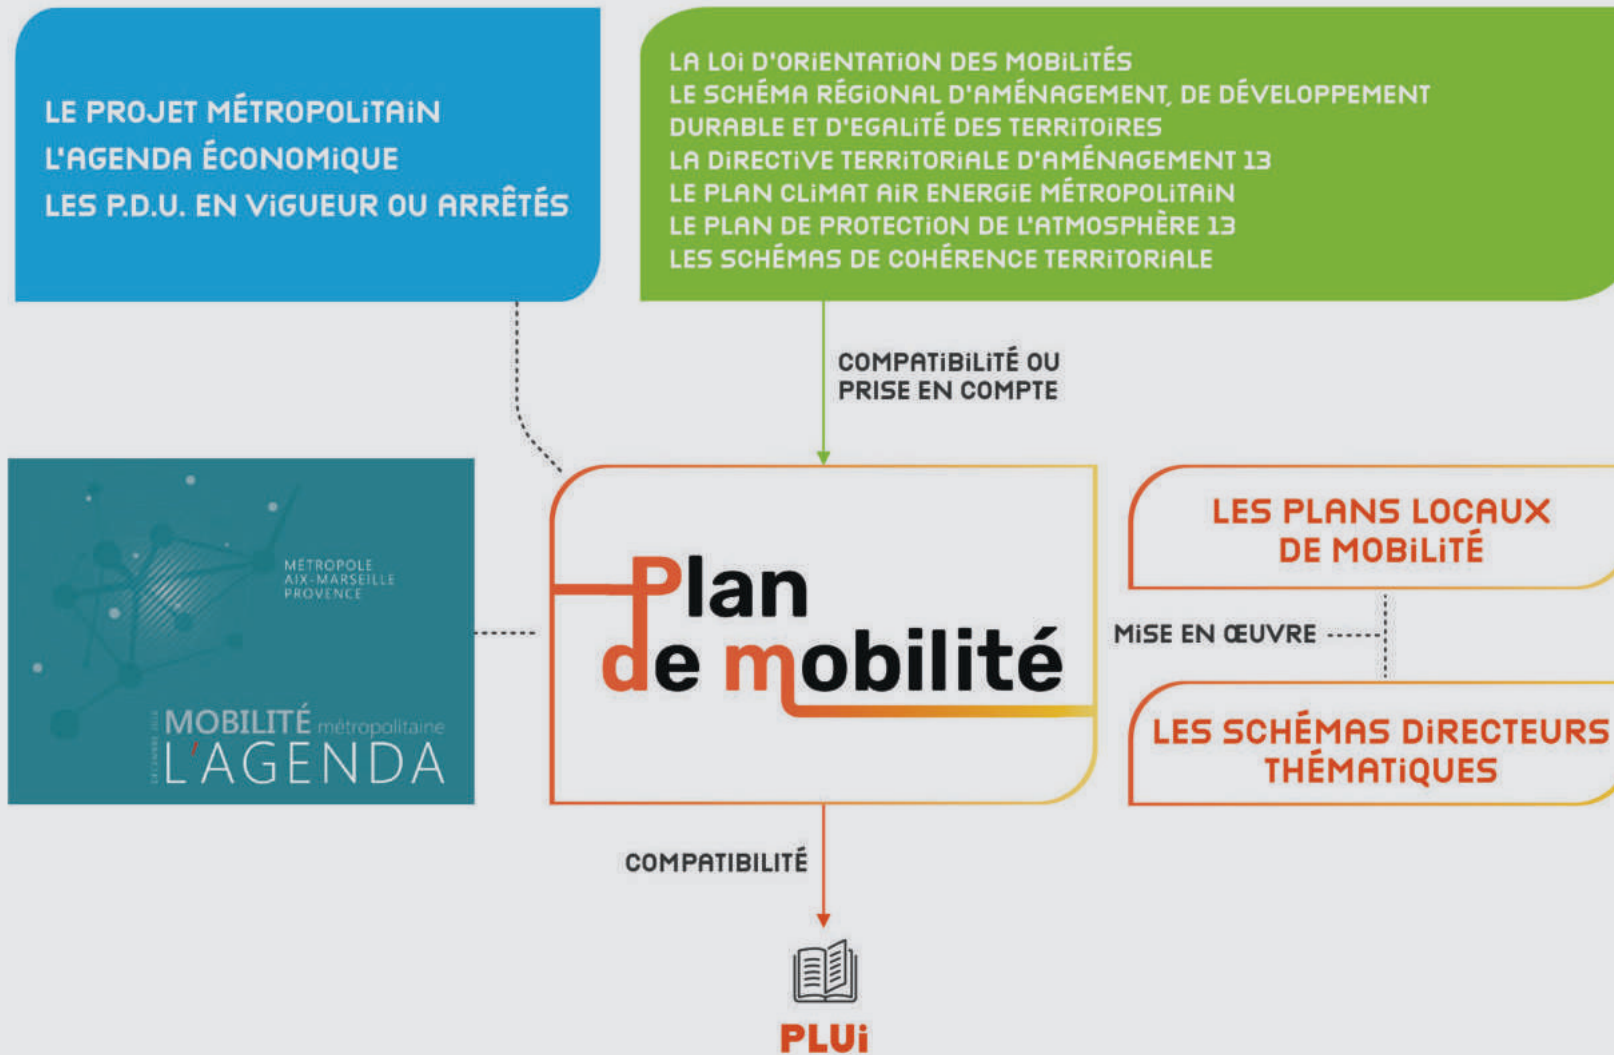 LE PROJET MÉTROPOLITAIN
L'AGENDA ÉCONOMIQUE
LES P.D.U. EN VIGUEUR OU ARRÊTÉS
LA LOI D'ORIENTATION DES MOBILITÉS
LE SCHÉMA RÉGIONAL D'AMÉNAGEMENT, DE DÉVELOPPEMENT
DURABLE ET D'EGALITÉ DES TERRITOIRES
LA DIRECTIVE TERRITORIALE D'AMÉNAGEMENT 13
LE PLAN CLIMAT AIR ENERGIE MÉTROPOLITAIN
LE PLAN DE PROTECTION DE L'ATMOSPHÈRE 13
LES SCHÉMAS DE COHÉRENCE TERRITORIALE
COMPATIBILITÉ OU
PRISE EN COMPTE
MÉTROPOLE
AIX-MARSEILLE
PROVENCE
MOBILITÉ métropolitaine
L'AGENDA
Plan
de mobilité
LES PLANS LOCAUX
DE MOBILITÉ
MISE EN ŒUVRE
LES SCHÉMAS DIRECTEURS
THÉMATIQUES
COMPATIBILITÉ
PLUi